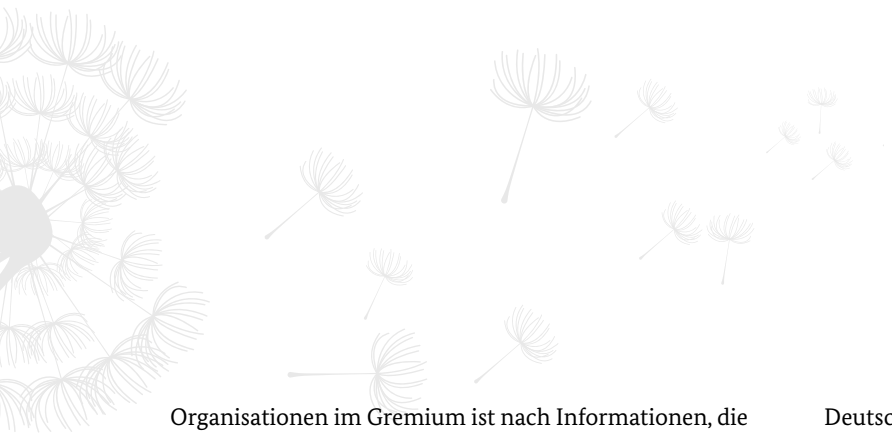 Organisationen im Gremium ist nach Informationen, die